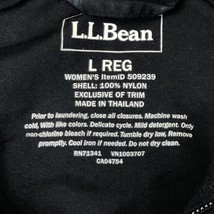 L.L.Bean
L REG
WOMEN'S ItemID 509239
SHELL: 100% NYLON
EXCLUSIVE OF TRIM
MADE IN THAILAND
Prior to laundering, close all closures. Machine wash
cold, With like colors. Delicate cycle. Mild detergent. Only
non-chlorine bleach if needed. Tumble dry low, Remove
promptly. Cool iron if needed. Do not dry clean.
RN71341 VN1003707
CA04754